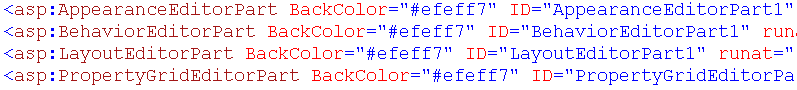 <asp:AppearanceEditorPart BackColor="#efeff7" ID="AppearanceEditorPart1"
<asp:BehaviorEditorPart BackColor="#efeff7" ID="BehaviorEditorPart1" runa
<asp:LayoutEditorPart BackColor="#efeff7" ID="LayoutEditorPart1" runat="
<asp:PropertyGridEditorPart BackColor="#efeff7" ID="PropertyGridEditorPa